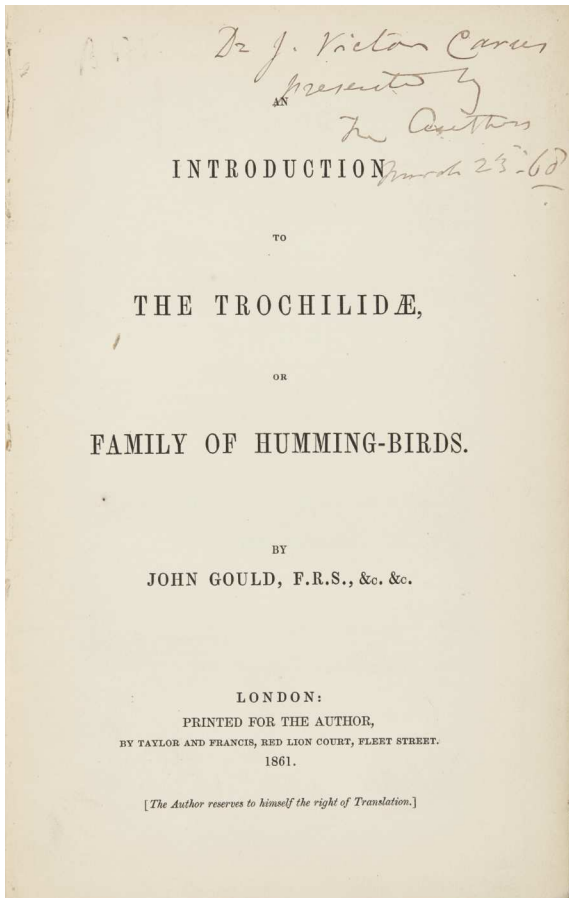 Dr J. Victor Carus
presented by
AN
The Author
INTRODUCTION March 25-68
TO
THE TROCHILIDÆ,
OR
FAMILY OF HUMMING-BIRDS.
BY
JOHN GOULD, F.R.S., &c. &c.
LONDON:
PRINTED FOR THE AUTHOR,
BY TAYLOR AND FRANCIS, RED LION COURT, FLEET STREET.
1861.
[The Author reserves to himself the right of Translation.]